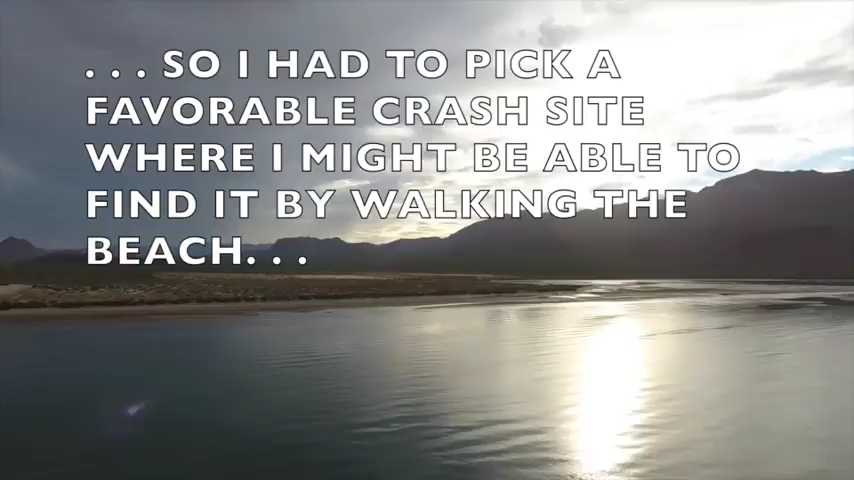 . . . SO I HAD TO PICK A
FAVORABLE CRASH SITE
WHERE I MIGHT BE ABLE TO
FIND IT BY WALKING THE
BEACH. . .